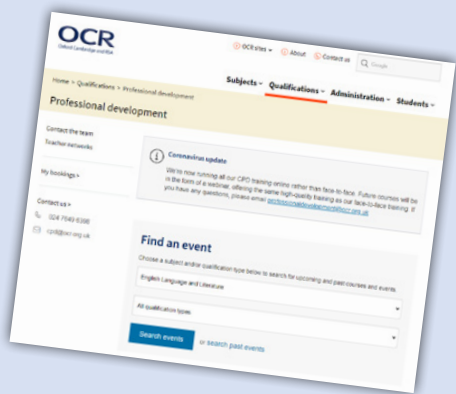 OCR
Oxford Cambridge and RSA
OCR sites
About
Contact us
Google
Subjects Qualifications Administration Students
Home > Qualifications > Professional development
Professional development
Contact the team
Teacher networks
My bookings >
Contact us >
024 7649 6398
cpd@ocr.org.uk
Coronavirus update
We're now running all our CPD training online rather than face-to-face. Future courses will be
in the form of a webinar, offering the same high-quality training as our face-to-face training. If
you have any questions, please email professionaldevelopment@ocr.org.uk
Find an event
Choose a subject and/or qualification type below to search for upcoming and past courses and events
English Language and Literature
All qualification types
Search events or search past events